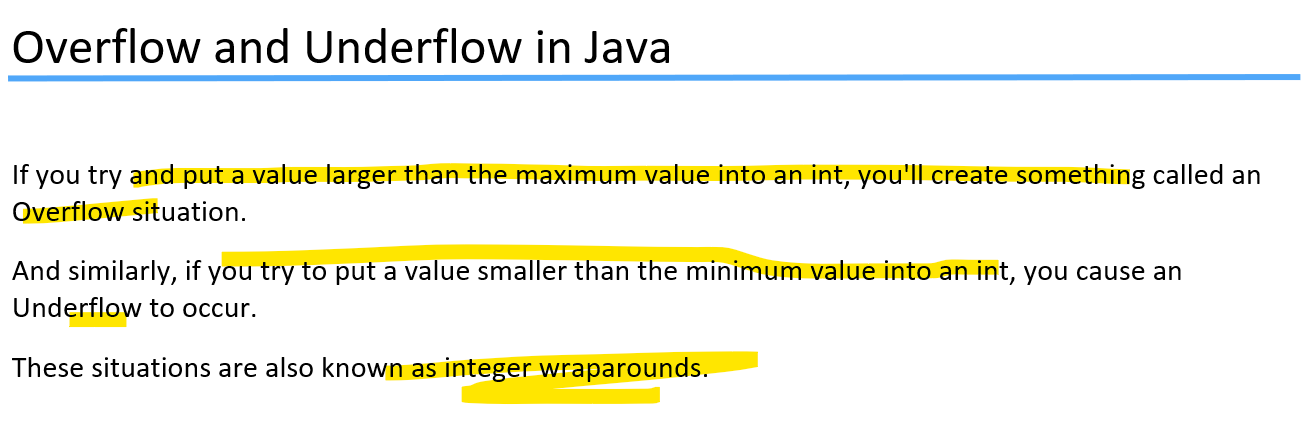 Overflow and Underflow in Java
If you try and put a value larger than the maximum value into an int, you'll create something called an
Overflow situation.
And similarly, if you try to put a value smaller than the minimum value into an int, you cause an
Underflow to occur.
These situations are also known as integer wraparounds.